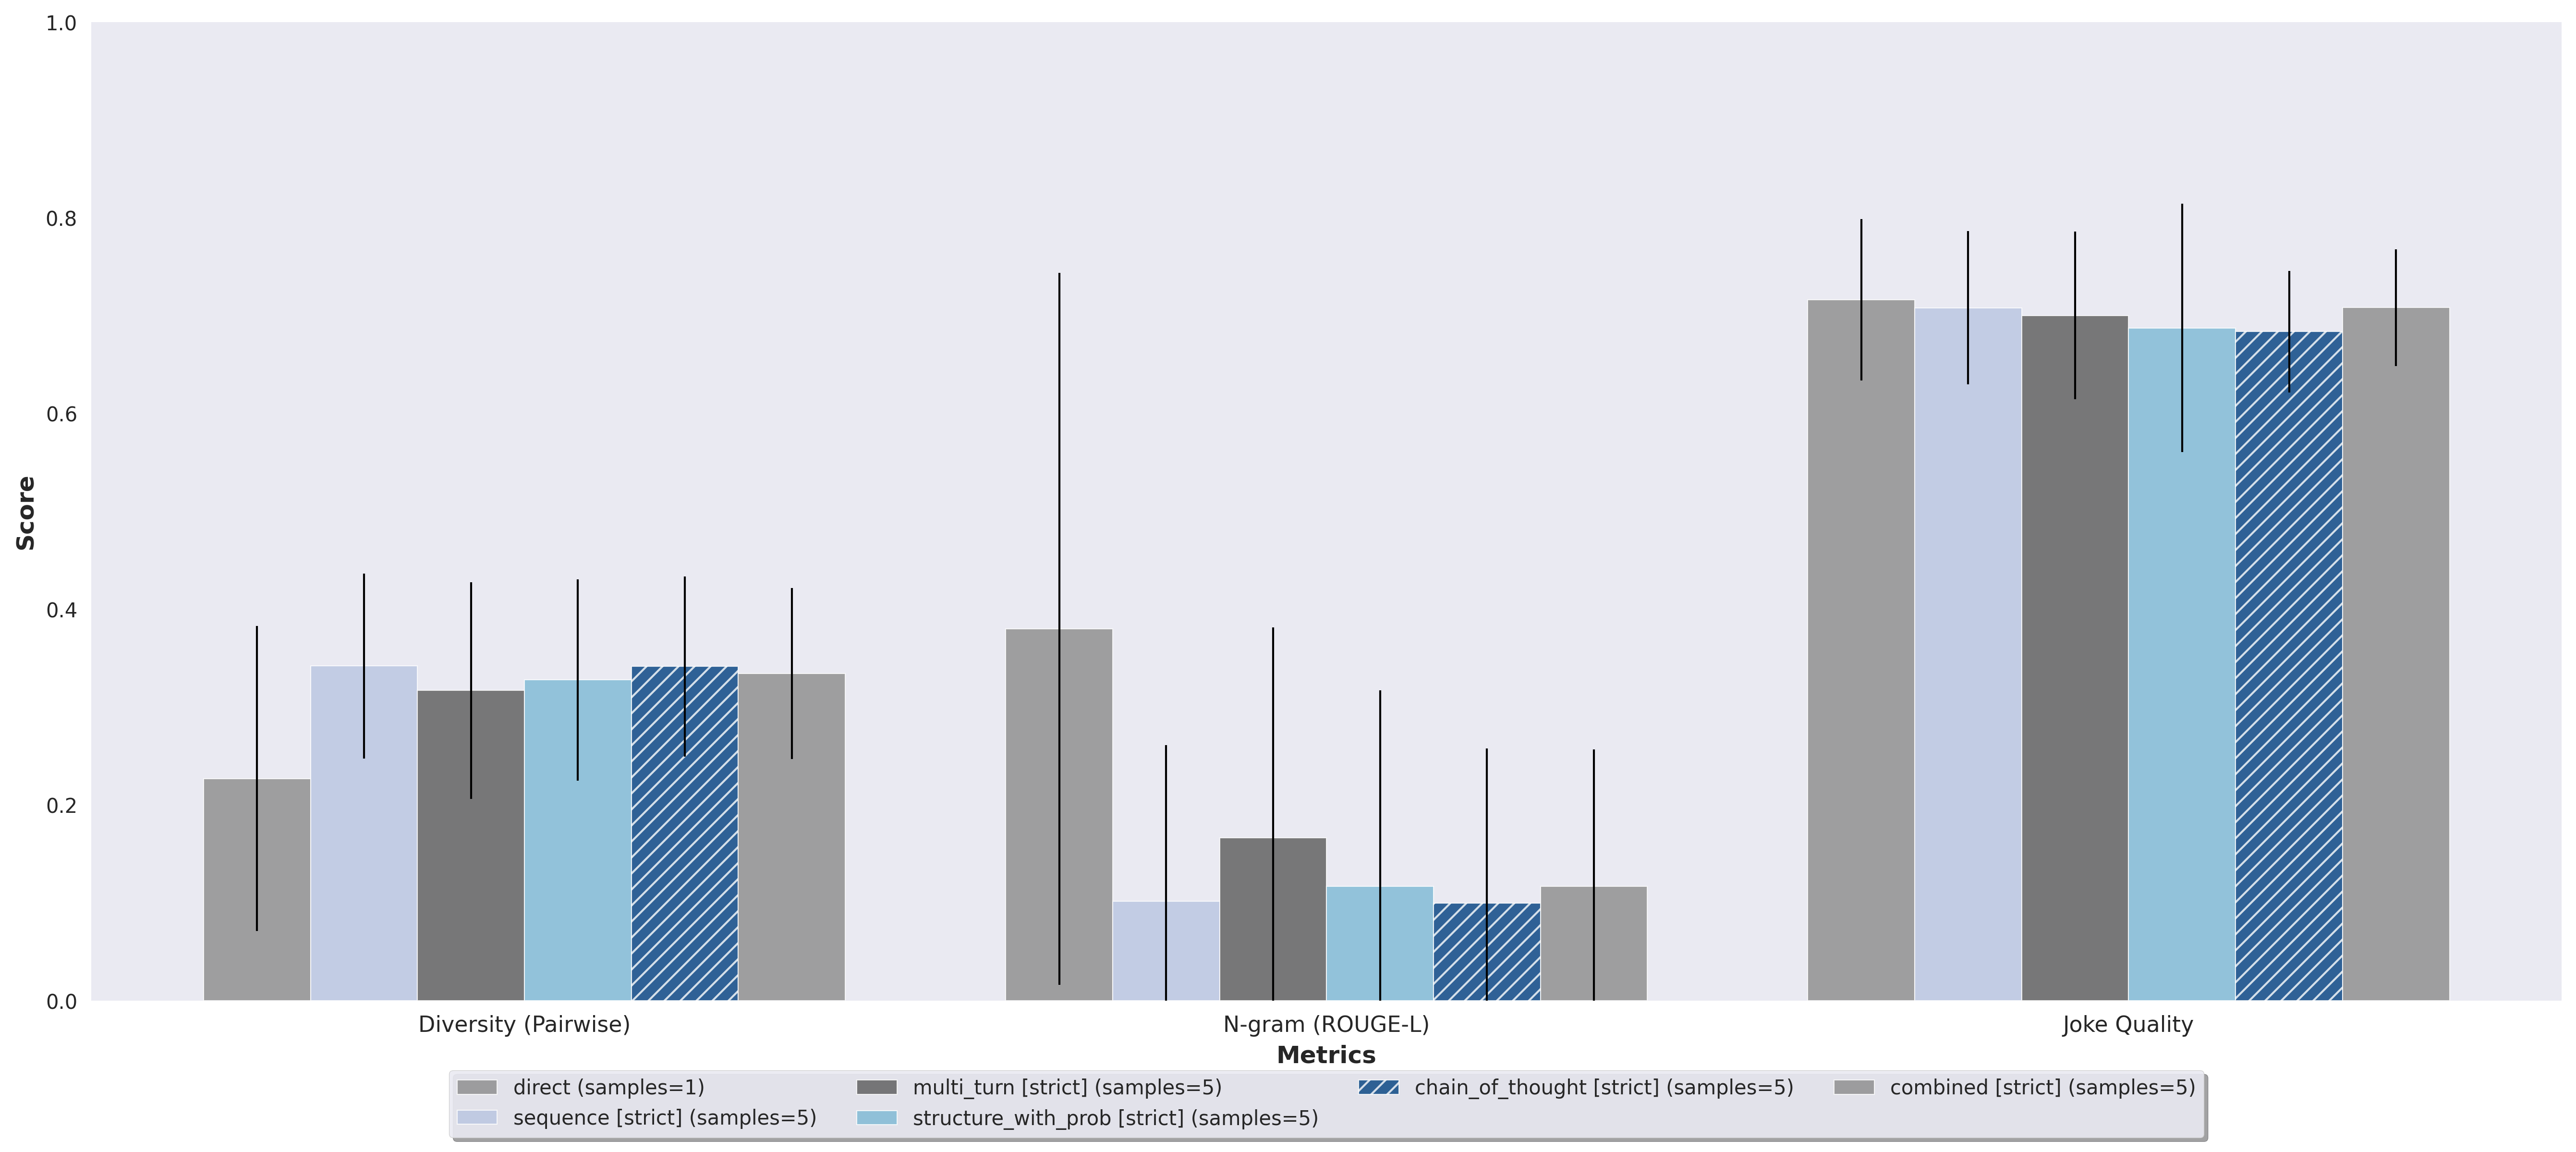 1.0
0.8
0.6
0.4
0.2
0.0
Score
Diversity (Pairwise) N-gram (ROUGE-L) Joke Quality
Metrics
direct (samples=1) multi_turn [strict] (samples=5) chain_of_thought [strict] (samples=5) combined [strict] (samples=5)
sequence [strict] (samples=5) structure_with_prob [strict] (samples=5)